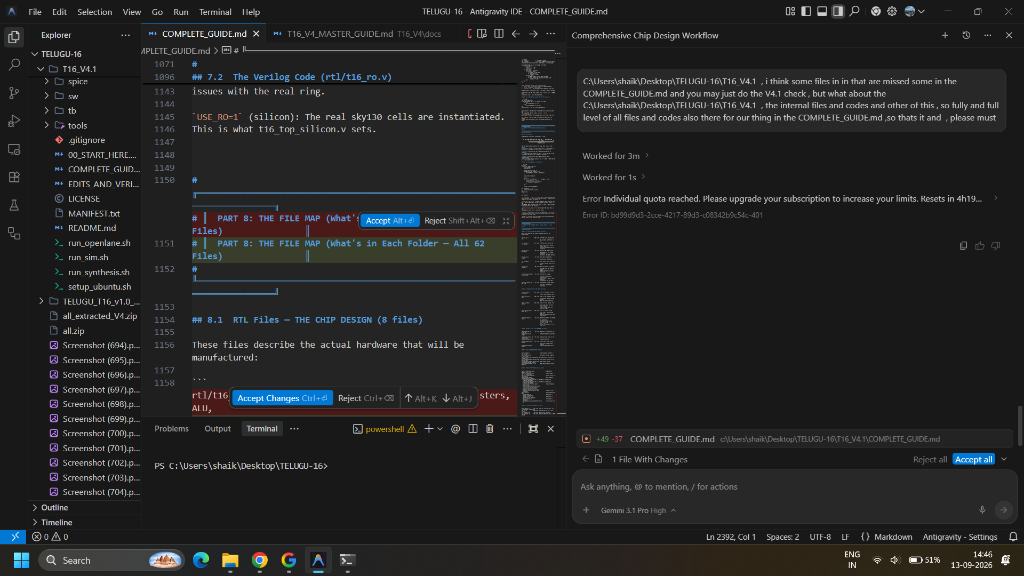 File Edit Selection View Go Run Terminal Help
TELUGU-16 - Antigravity IDE - COMPLETE_GUIDE.md
Explorer
TELUGU-16
T16_V4.1
spice
sw
tb
tools
.gitignore
00_START_HERE....
COMPLETE_GUID...
EDITS_AND_VERI...
LICENSE
MANIFEST.txt
README.md
run_openlane.sh
run_sim.sh
run_synthesis.sh
setup_ubuntu.sh
TELUGU_T16_v1.0_...
all_extracted_V4.zip
all.zip
Screenshot (694).p...
Screenshot (695).p...
Screenshot (696).p...
Screenshot (697).p...
Screenshot (698).p...
Screenshot (699).p...
Screenshot (700).p...
Screenshot (701).p...
Screenshot (702).p...
Screenshot (703).p...
Screenshot (704).p...
Outline
Timeline
COMPLETE_GUIDE.md
T16_V4_MASTER_GUIDE.md T16_V4\docs
MPLETE_GUIDE.md > # 
1071 #
1096 ## 7.2 The Verilog Code (rtl/t16_ro.v)
1143 issues with the real ring.
1144
1145 `USE_RO=1` (silicon): The real sky130 cells are instantiated.
1146 This is what t16_top_silicon.v sets.
1147
1148
1149
1150 #
# ║ PART 8: THE FILE MAP (What's
Files) ║
Accept Alt+⏎ Reject Shift+Alt+⌫
1151 # ║ PART 8: THE FILE MAP (What's in Each Folder — All 62
Files) ║
1152 #
1153
1154 ## 8.1 RTL Files — THE CHIP DESIGN (8 files)
1155
1156 These files describe the actual hardware that will be
manufactured:
1157
1158 ```
rtl/t16 sters,
ALU,
Accept Changes Ctrl+⏎ Reject Ctrl+⌫ ↑ Alt+K ↓ Alt+J
Problems Output Terminal ···
powershell
PS C:\Users\shaik\Desktop\TELUGU-16>
Comprehensive Chip Design Workflow
C:\Users\shaik\Desktop\TELUGU-16\T16_V4.1 , i think some files in in that are missed some in the
COMPLETE_GUIDE.md and you may just do the V4.1 check , but what about the
C:\Users\shaik\Desktop\TELUGU-16\T16_V4.1 , the internal files and codes and other of this , so fully and full
level of all files and codes also there for our thing in the COMPLETE_GUIDE.md ,so thats it and , please must
Worked for 3m >
Worked for 1s >
Error Individual quota reached. Please upgrade your subscription to increase your limits. Resets in 4h19... >
+49 -37 COMPLETE_GUIDE.md c:\Users\shaik\Desktop\TELUGU-16\T16_V4.1\COMPLETE_GUIDE.md
1 File With Changes
Reject all Accept all
Ask anything, @ to mention, / for actions
Gemini 3.1 Pro High
0 0
Ln 2392, Col 1 Spaces: 2 UTF-8 LF {} Markdown Antigravity - Settings
Search
ENG
IN
51%
14:46
13-09-2026